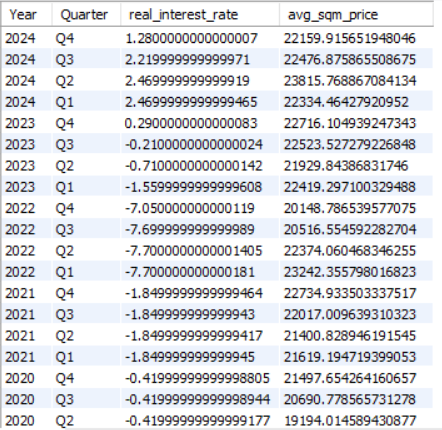 Year Quarter real_interest_rate avg_sqm_price
2024 Q4 1.2800000000000007 22159.915651948046
2024 Q3 2.219999999999971 22476.875865508675
2024 Q2 2.469999999999919 23815.768867084134
2024 Q1 2.4699999999999465 22334.46427920952
2023 Q4 0.2900000000000083 22716.104939247343
2023 Q3 -0.2100000000000024 22523.527279226848
2023 Q2 -0.7100000000000142 21929.84386831746
2023 Q1 -1.5599999999999608 22419.297100329488
2022 Q4 -7.050000000000119 20148.786539577075
2022 Q3 -7.699999999999989 20516.554592282704
2022 Q2 -7.7000000000001405 22374.060468346255
2022 Q1 -7.700000000000181 23242.355798016823
2021 Q4 -1.8499999999999464 22734.933503337517
2021 Q3 -1.849999999999943 22017.009639310323
2021 Q2 -1.8499999999999417 21400.828946191545
2021 Q1 -1.849999999999945 21619.194719399053
2020 Q4 -0.41999999999998805 21497.654264160657
2020 Q3 -0.41999999999998944 20690.778565731278
2020 Q2 -0.4199999999999177 19194.014589430877